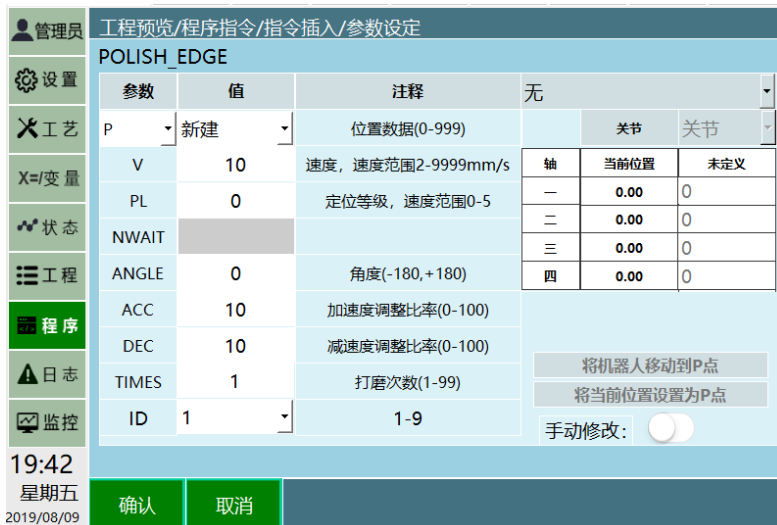 管理员
设置
工艺
X=/变量
状态
工程
程序
日志
监控
19:42
星期五
2019/08/09
工程预览/程序指令/指令插入/参数设定
POLISH_EDGE
参数 值 注释 无
P 新建 位置数据(0-999) 关节 关节
V 10 速度，速度范围2-9999mm/s 轴 当前位置 未定义
PL 0 定位等级，速度范围0-5 一 0.00 0
二 0.00 0
NWAIT 三 0.00 0
ANGLE 0 角度(-180,+180) 四 0.00 0
ACC 10 加速度调整比率(0-100)
DEC 10 减速度调整比率(0-100)
将机器人移动到P点
TIMES 1 打磨次数(1-99)
将当前位置设置为P点
ID 1 1-9 手动修改:
确认 取消